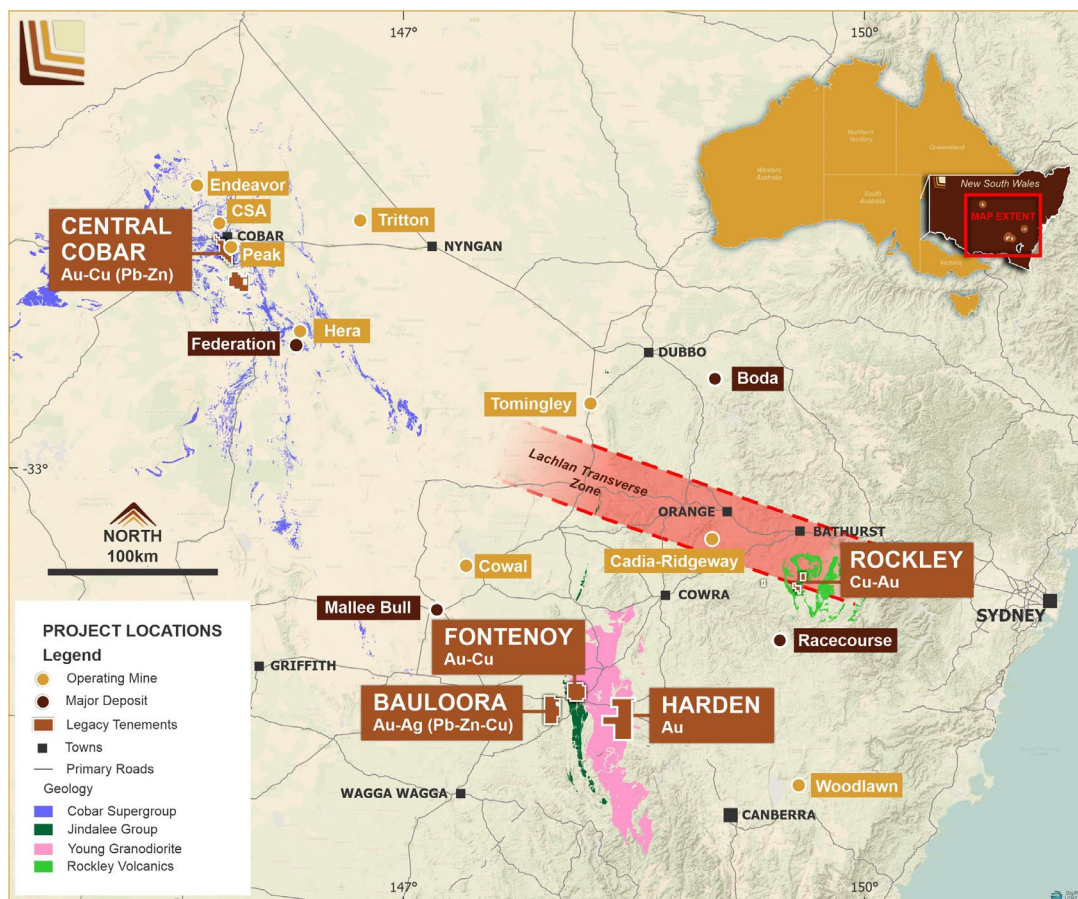 147°
150°
Western
Australia
Northern
Territory
South
Australia
Queensland
New South Wales
MAP EXTENT
Victoria
Endeavor
CSA
COBAR
Peak
CENTRAL
COBAR
Au-Cu (Pb-Zn)
Tritton
NYNGAN
Hera
Federation
DUBBO
Boda
Tomingley
-33°
Lachlan Transverse
Zone
ORANGE
BATHURST
NORTH
100km
Cowal
Cadia-Ridgeway
ROCKLEY
Cu-Au
Mallee Bull
COWRA
SYDNEY
FONTENOY
Au-Cu
Racecourse
GRIFFITH
BAULOORA
Au-Ag (Pb-Zn-Cu)
HARDEN
Au
WAGGA WAGGA
Woodlawn
CANBERRA
PROJECT LOCATIONS
Legend
Operating Mine
Major Deposit
Legacy Tenements
Towns
Primary Roads
Geology
Cobar Supergroup
Jindalee Group
Young Granodiorite
Rockley Volcanics
147°
150°